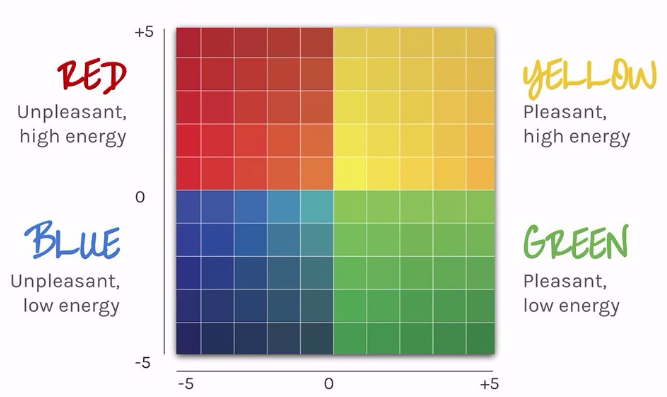 +5
RED
Unpleasant,
high energy
YELLOW
Pleasant,
high energy
0
BLUE
Unpleasant,
low energy
GREEN
Pleasant,
low energy
-5
-5 0 +5